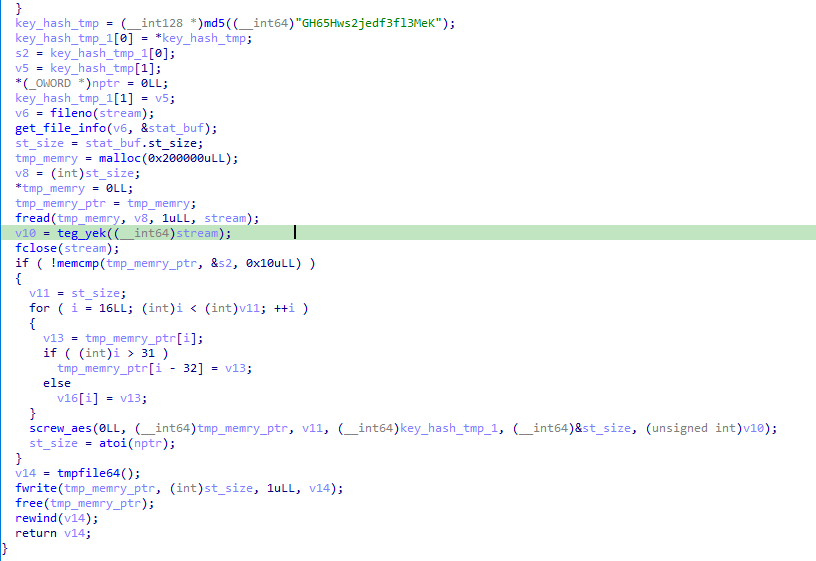 }
key_hash_tmp = (__int128 *)md5((__int64)"GH65Hws2jedf3fl3MeK");
key_hash_tmp_1[0] = *key_hash_tmp;
s2 = key_hash_tmp_1[0];
v5 = key_hash_tmp[1];
*(_OWORD *)nptr = 0LL;
key_hash_tmp_1[1] = v5;
v6 = fileno(stream);
get_file_info(v6, &stat_buf);
st_size = stat_buf.st_size;
tmp_memry = malloc(0x200000uLL);
v8 = (int)st_size;
*tmp_memry = 0LL;
tmp_memry_ptr = tmp_memry;
fread(tmp_memry, v8, 1uLL, stream);
v10 = teg_yek((__int64)stream);
fclose(stream);
if ( !memcmp(tmp_memry_ptr, &s2, 0x10uLL) )
{
v11 = st_size;
for ( i = 16LL; (int)i < (int)v11; ++i )
{
v13 = tmp_memry_ptr[i];
if ( (int)i > 31 )
tmp_memry_ptr[i - 32] = v13;
else
v16[i] = v13;
}
screw_aes(0LL, (__int64)tmp_memry_ptr, v11, (__int64)key_hash_tmp_1, (__int64)&st_size, (unsigned int)v10);
st_size = atoi(nptr);
}
v14 = tmpfile64();
fwrite(tmp_memry_ptr, (int)st_size, 1uLL, v14);
free(tmp_memry_ptr);
rewind(v14);
return v14;
}